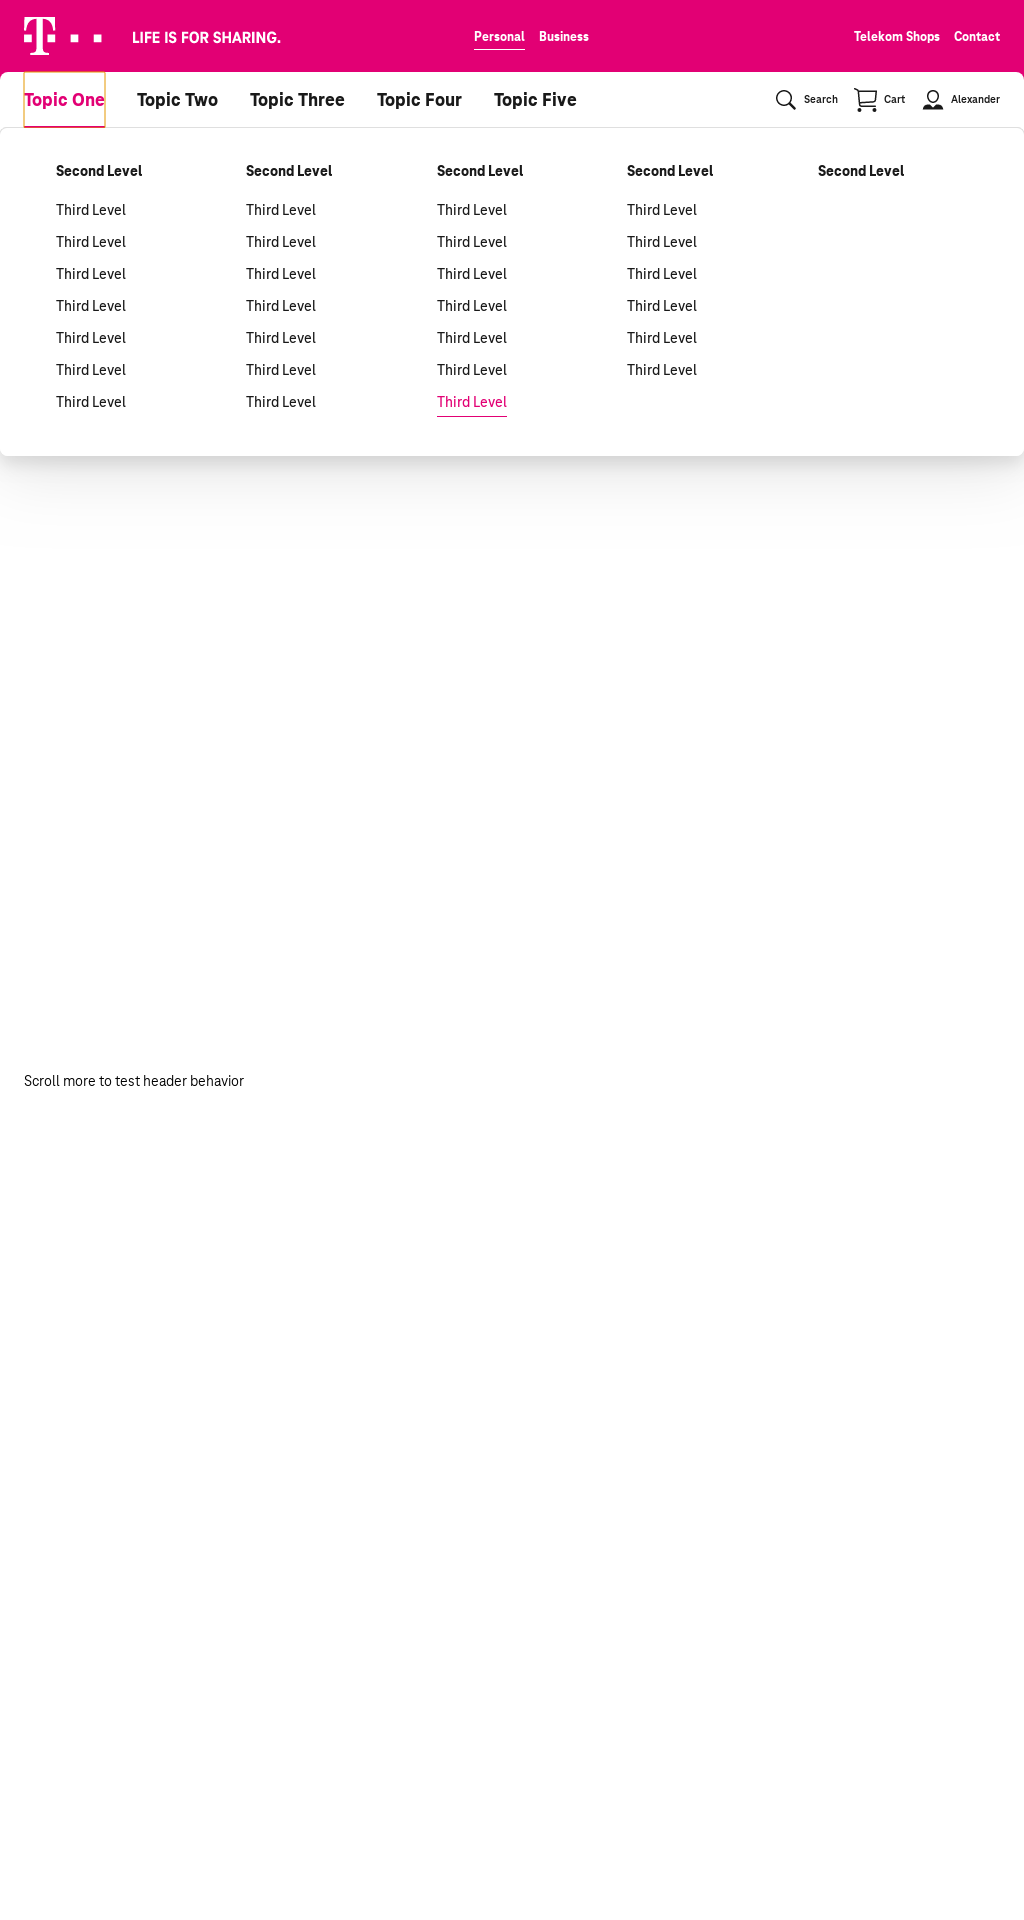 T
LIFE IS FOR SHARING.
Personal Business
Telekom Shops Contact
Topic One Topic Two Topic Three Topic Four Topic Five
Search Cart Alexander
Second Level Second Level Second Level Second Level Second Level
Third Level Third Level Third Level Third Level
Third Level Third Level Third Level Third Level
Third Level Third Level Third Level Third Level
Third Level Third Level Third Level Third Level
Third Level Third Level Third Level Third Level
Third Level Third Level Third Level Third Level
Third Level Third Level Third Level
Scroll more to test header behavior